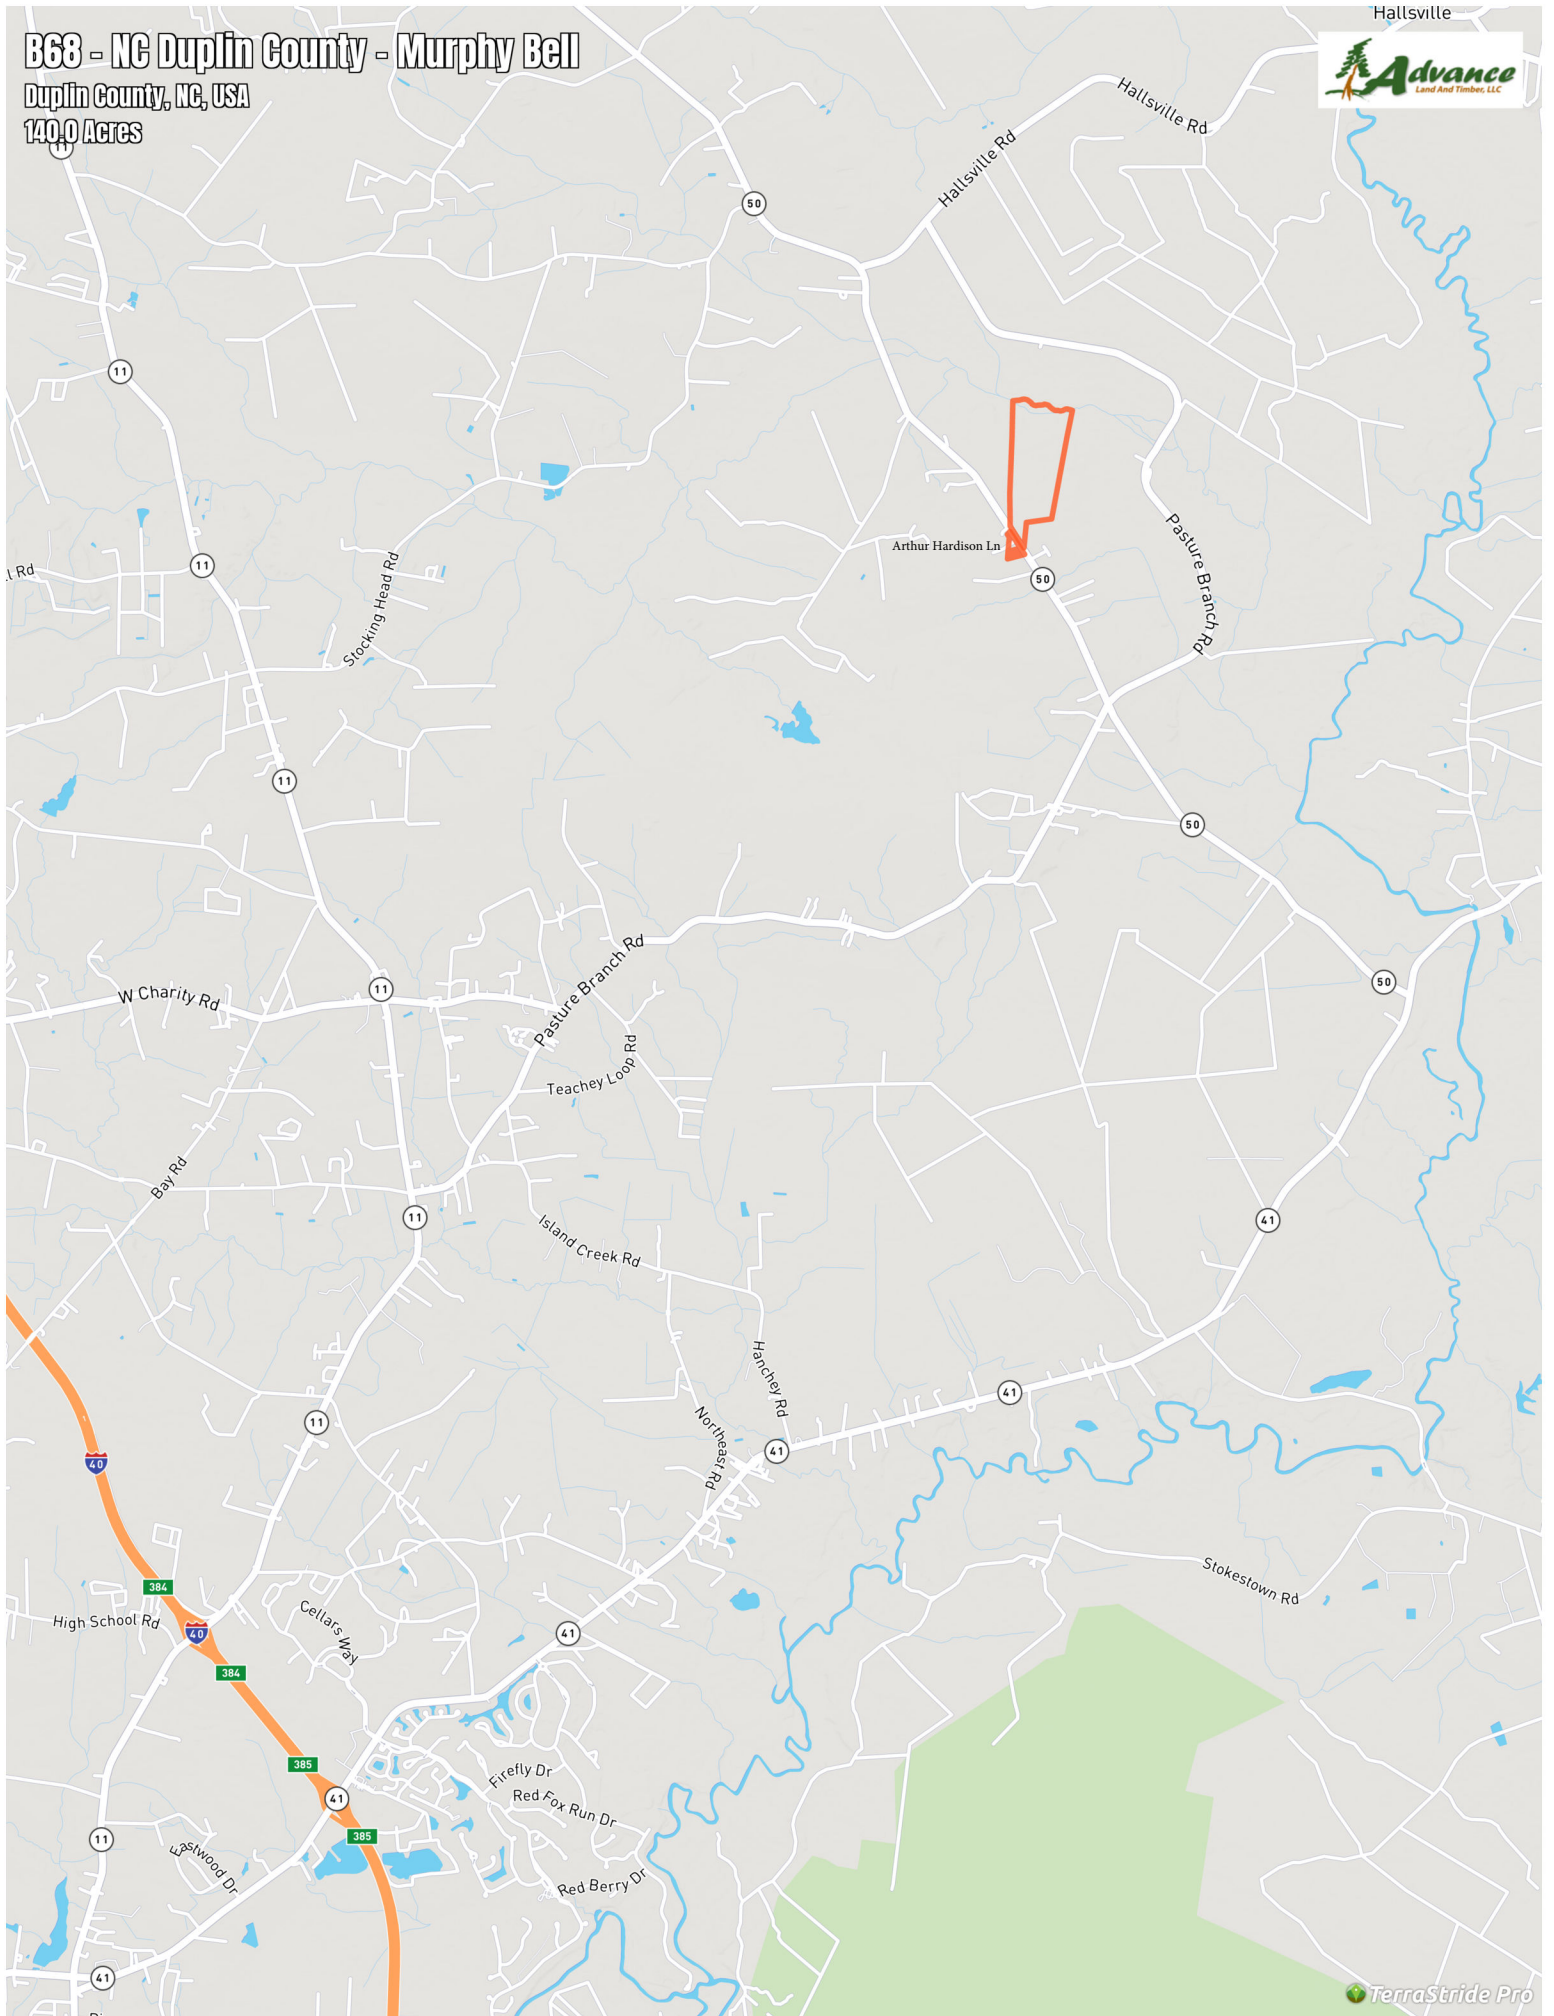 Hallsville
B68 - NC Duplin County - Murphy Bell
Duplin County, NC, USA
140.0 Acres
Advance
Land And Timber, LLC
Hallsville Rd
Hallsville Rd
11
50
11
Arthur Hardison Ln
50
Pasture Branch Rd
11
Stocking Head Rd
11
50
Pasture Branch Rd
W Charity Rd
11
50
Teachey Loop Rd
Bay Rd
11
Island Creek Rd
41
Hanchey Rd
41
Northeast Rd
11
41
40
384
High School Rd
40
Cellars Way
41
Stokestown Rd
384
385
Firefly Dr
41
Red Fox Run Dr
385
11
Eastwood Dr
Red Berry Dr
41
TerraStride Pro